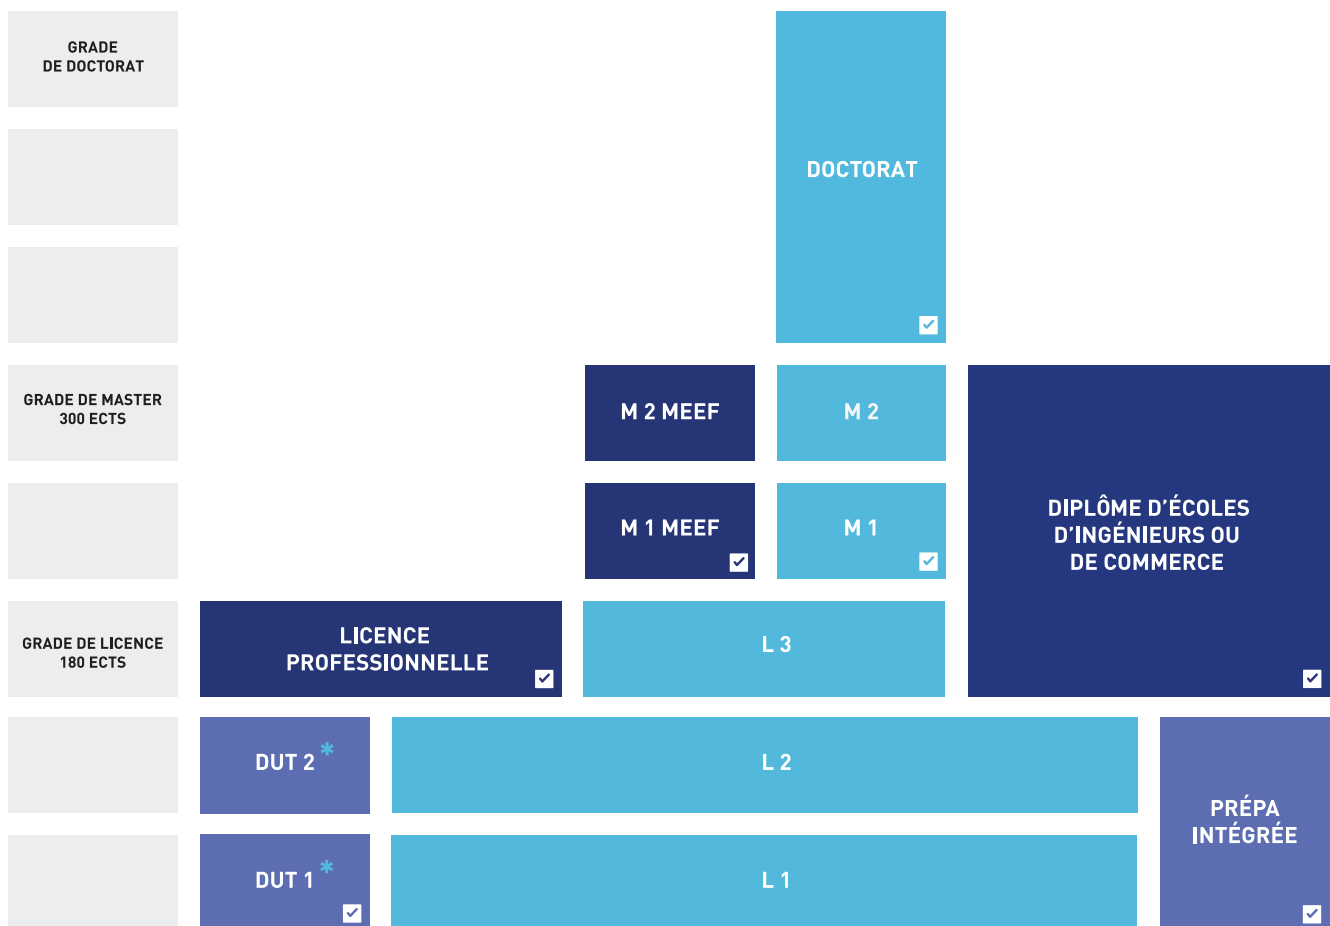 GRADE
DE DOCTORAT
DOCTORAT
GRADE DE MASTER
300 ECTS
M 2 MEEF
M 2
DIPLÔME D'ÉCOLES
D'INGÉNIEURS OU
DE COMMERCE
M 1 MEEF
M 1
GRADE DE LICENCE
180 ECTS
LICENCE
PROFESSIONNELLE
L 3
DUT 2 *
L 2
PRÉPA
INTÉGRÉE
DUT 1 *
L 1